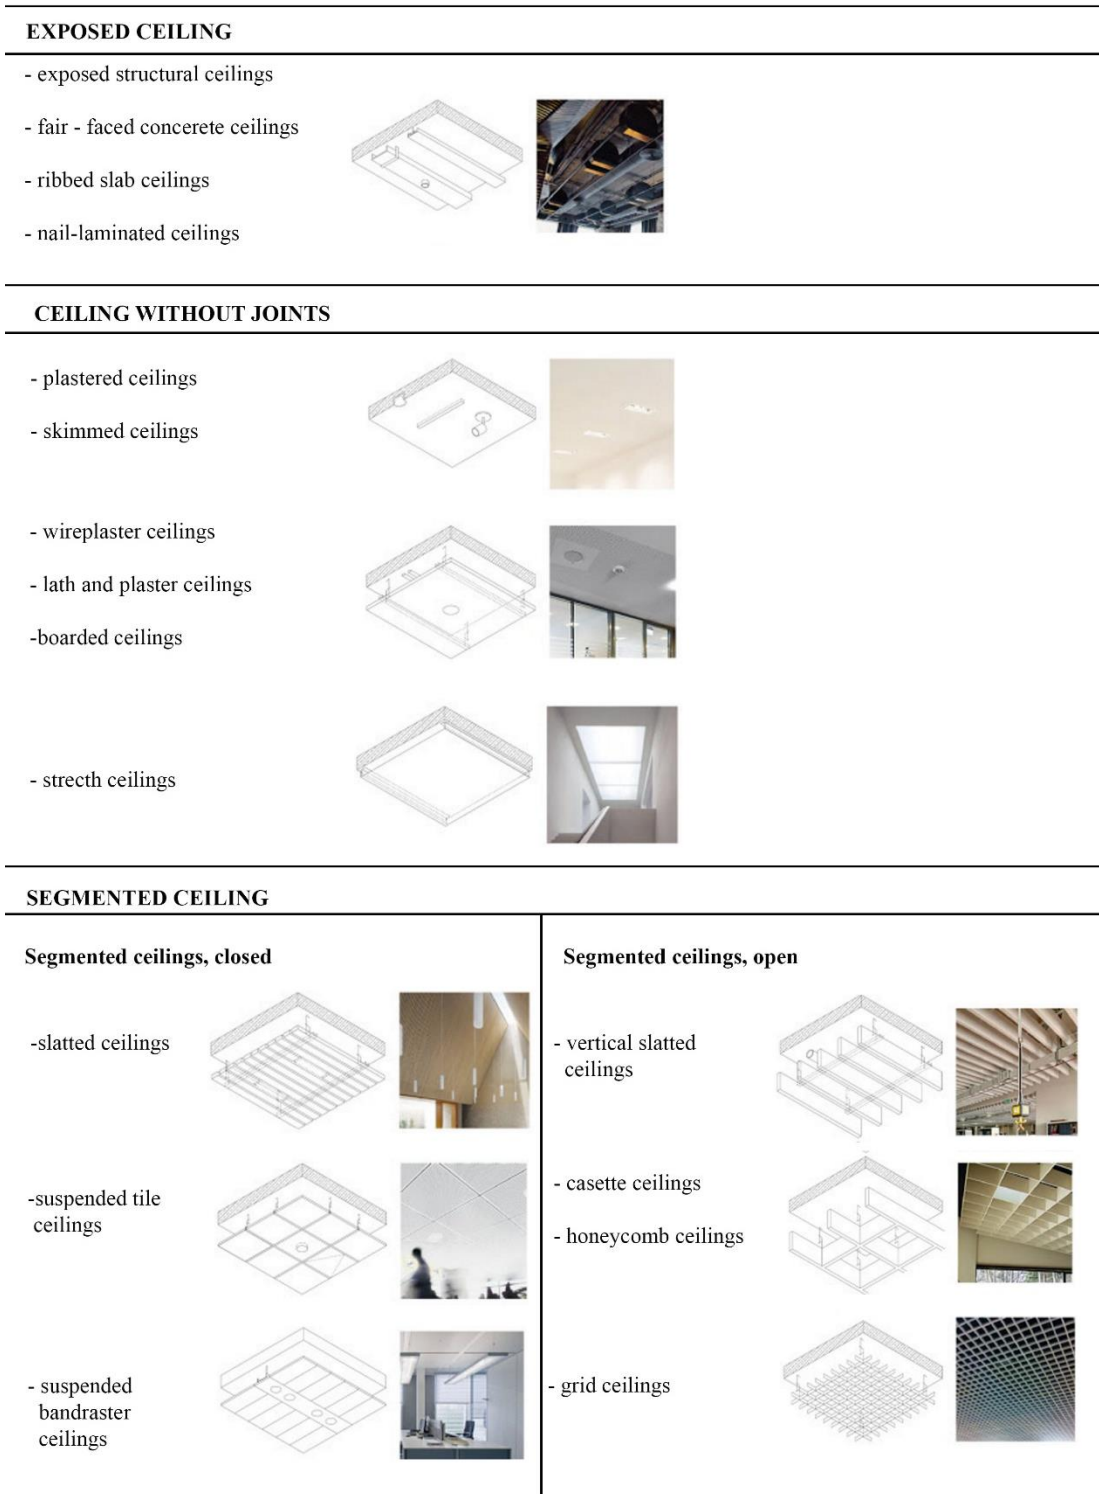 EXPOSED CEILING
- exposed structural ceilings
- fair - faced concerete ceilings
- ribbed slab ceilings
- nail-laminated ceilings
CEILING WITHOUT JOINTS
- plastered ceilings
- skimmed ceilings
- wireplaster ceilings
- lath and plaster ceilings
-boarded ceilings
- strecth ceilings
SEGMENTED CEILING
Segmented ceilings, closed
-slatted ceilings
-suspended tile
ceilings
- suspended
bandraster
ceilings
Segmented ceilings, open
- vertical slatted
ceilings
- casette ceilings
- honeycomb ceilings
- grid ceilings